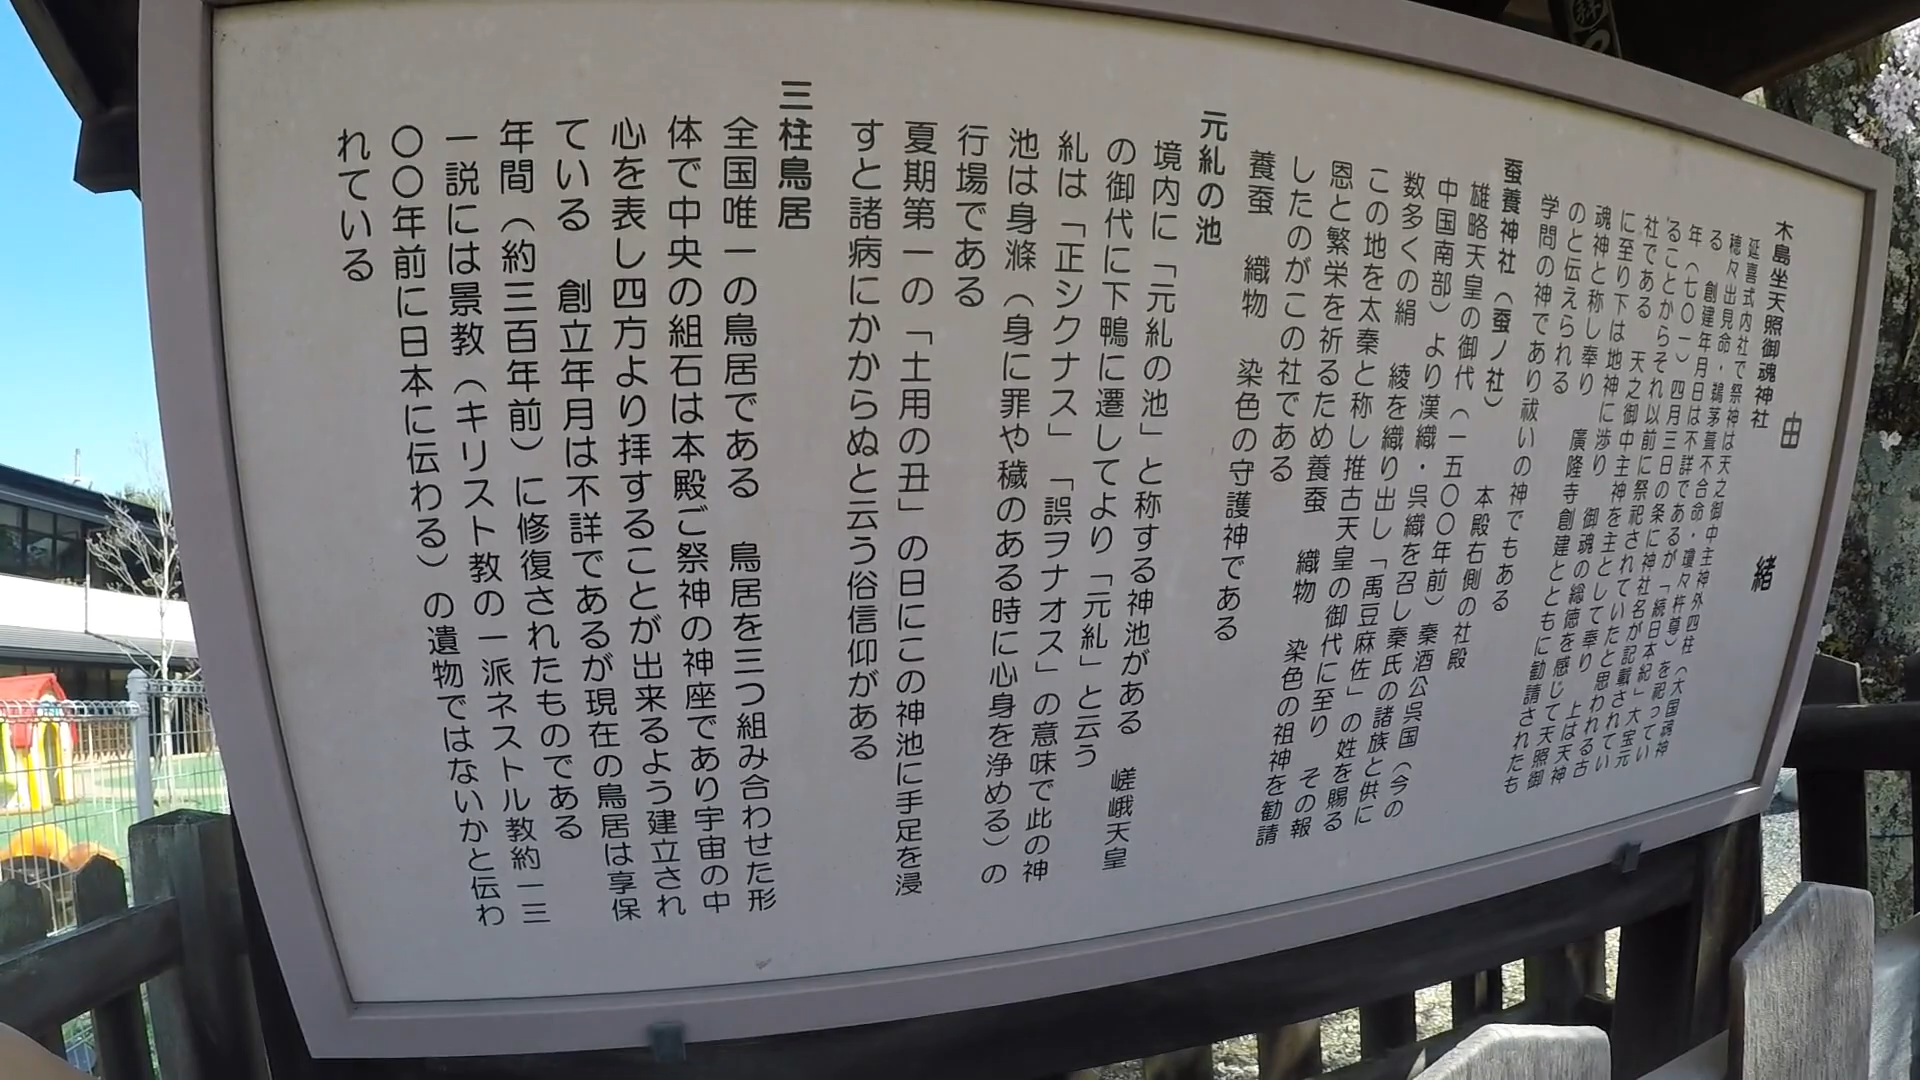 由緒
木島坐天照御魂神社
延喜式内社で祭神は天之御中主神外四柱（大国魂神
穂々出見命・鵜茅葺不合命・瓊々杵尊）を祀ってい
る　創建年月日は不詳であるが「続日本紀」大宝元
年（七〇一）四月三日の条に神社名が記載されてい
ることからそれ以前に祭祀されていたと思われる古
社である　天之御中主神を主として奉り　上は天神
に至り下は地神に渉り　御魂の総徳を感じて天照御
魂神と称し奉り　廣隆寺創建とともに勧請されたも
のと伝えられる
学問の神であり祓いの神でもある
蚕養神社（蚕ノ社）　本殿右側の社殿
雄略天皇の御代（一五〇〇年前）秦酒公呉国（今の
中国南部）より漢織・呉織を召し秦氏の諸族と供に
数多くの絹　綾を織り出し「禹豆麻佐」の姓を賜る
この地を太秦と称し推古天皇の御代に至り　その報
恩と繁栄を祈るため養蚕　織物　染色の祖神を勧請
したのがこの社である
養蚕　織物　染色の守護神である
元糺の池
境内に「元糺の池」と称する神池がある　嵯峨天皇
の御代に下鴨に遷してより「元糺」と云う
糺は「正シクナス」「誤ヲナオス」の意味で此の神
池は身滌（身に罪や穢のある時に心身を浄める）の
行場である
夏期第一の「土用の丑」の日にこの神池に手足を浸
すと諸病にかからぬと云う俗信仰がある
三柱鳥居
全国唯一の鳥居である　鳥居を三つ組み合わせた形
体で中央の組石は本殿ご祭神の神座であり宇宙の中
心を表し四方より拝することが出来るよう建立され
ている　創立年月は不詳であるが現在の鳥居は享保
年間（約三百年前）に修復されたものである
一説には景教（キリスト教の一派ネストル教約一三
〇〇年前に日本に伝わる）の遺物ではないかと伝わ
れている